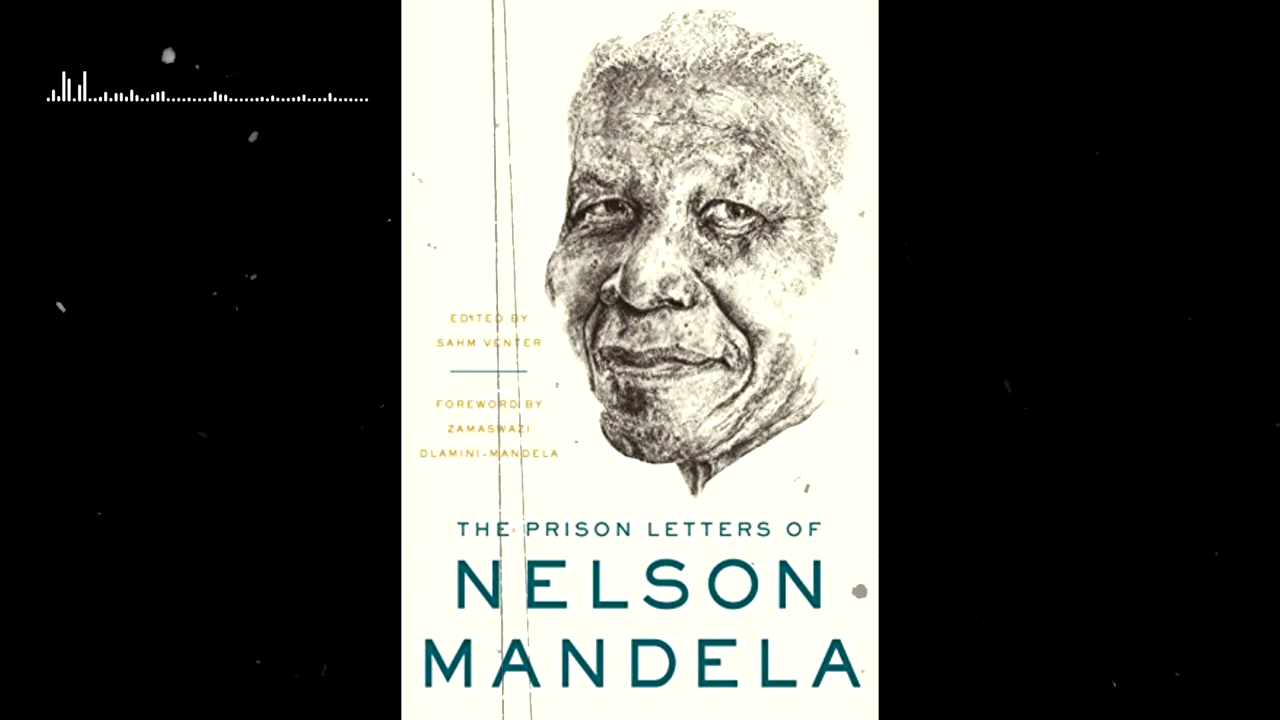 EDITED BY
SAHM VENTER
FOREWORD BY
ZAMASWAZI
DLAMINI-MANDELA
THE PRISON LETTERS OF
NELSON
MANDELA